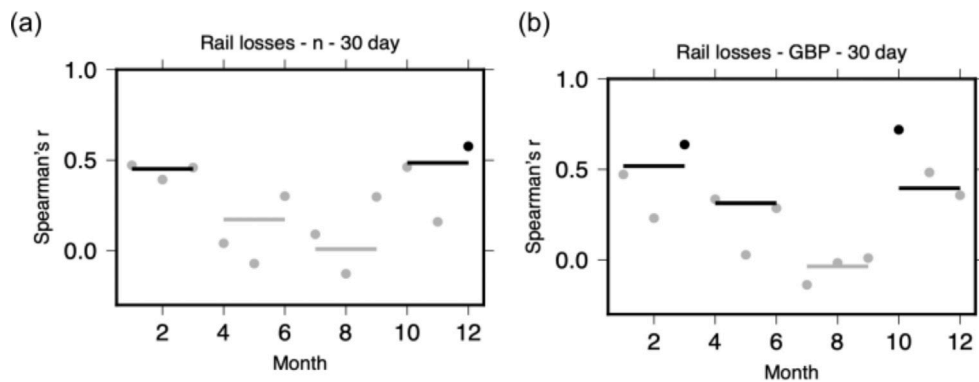 (a)
Rail losses - n - 30 day
1.0
0.5
0.0
Spearman's r
2 4 6 8 10 12
Month
(b)
Rail losses - GBP - 30 day
1.0
0.5
0.0
Spearman's r
2 4 6 8 10 12
Month